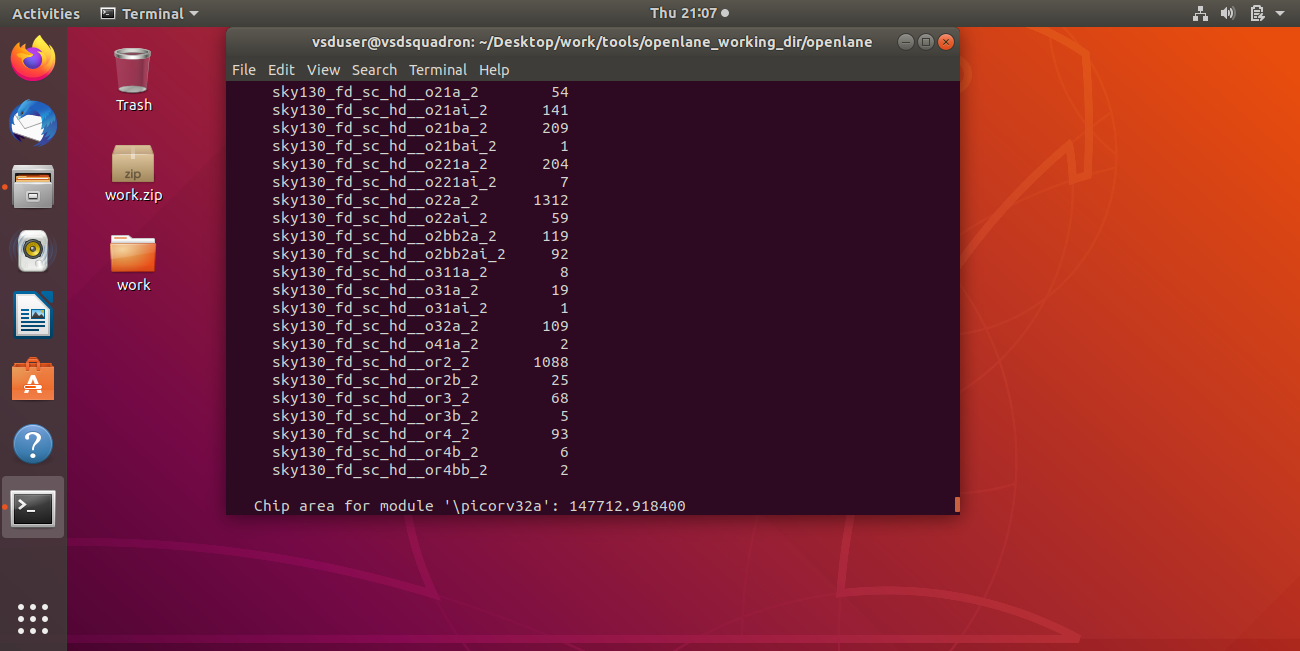 Activities Terminal Thu 21:07
vsduser@vsdsquadron: ~/Desktop/work/tools/openlane_working_dir/openlane
File Edit View Search Terminal Help
Trash
zip
work.zip
work
sky130_fd_sc_hd__o21a_2 54
sky130_fd_sc_hd__o21ai_2 141
sky130_fd_sc_hd__o21ba_2 209
sky130_fd_sc_hd__o21bai_2 1
sky130_fd_sc_hd__o221a_2 204
sky130_fd_sc_hd__o221ai_2 7
sky130_fd_sc_hd__o22a_2 1312
sky130_fd_sc_hd__o22ai_2 59
sky130_fd_sc_hd__o2bb2a_2 119
sky130_fd_sc_hd__o2bb2ai_2 92
sky130_fd_sc_hd__o311a_2 8
sky130_fd_sc_hd__o31a_2 19
sky130_fd_sc_hd__o31ai_2 1
sky130_fd_sc_hd__o32a_2 109
sky130_fd_sc_hd__o41a_2 2
sky130_fd_sc_hd__or2_2 1088
sky130_fd_sc_hd__or2b_2 25
sky130_fd_sc_hd__or3_2 68
sky130_fd_sc_hd__or3b_2 5
sky130_fd_sc_hd__or4_2 93
sky130_fd_sc_hd__or4b_2 6
sky130_fd_sc_hd__or4bb_2 2
Chip area for module '\picorv32a': 147712.918400